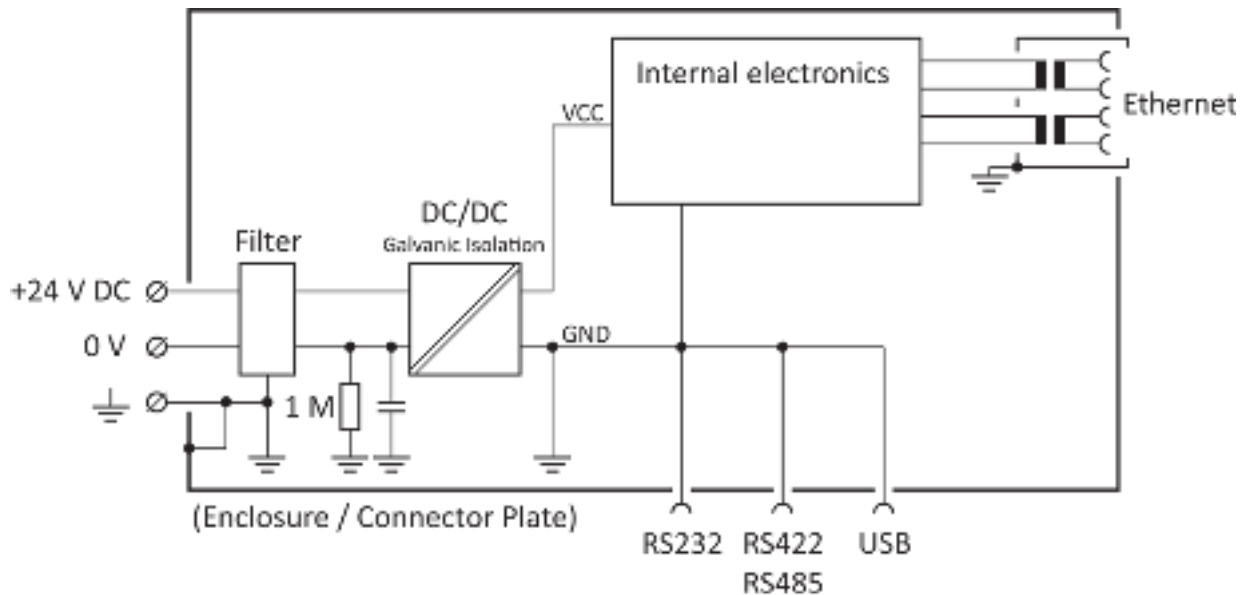 Internal electronics
Ethernet
VCC
DC/DC
Galvanic Isolation
Filter
+24 V DC
0 V
GND
1 M
(Enclosure / Connector Plate)
RS232
RS422
RS485
USB